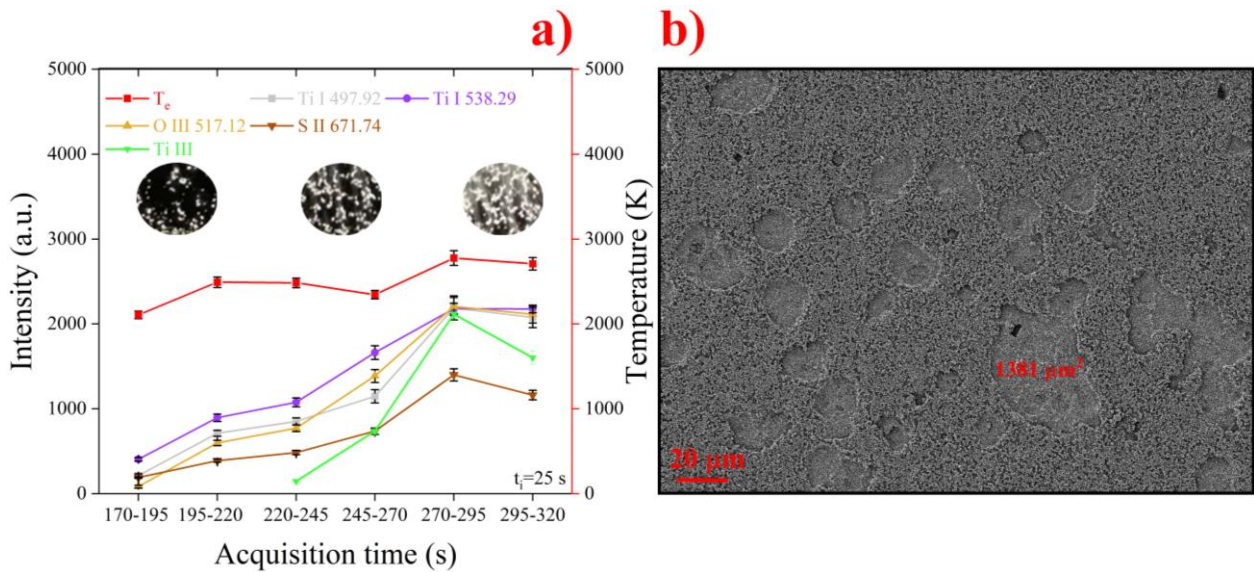 a)
b)
5000
4000
3000
2000
1000
0
Intensity (a.u.)
Te
Ti I 497.92
Ti I 538.29
O III 517.12
S II 671.74
Ti III
ti=25 s
170-195
195-220
220-245
245-270
270-295
295-320
Acquisition time (s)
5000
4000
3000
2000
1000
0
Temperature (K)
1381 μm²
20 μm